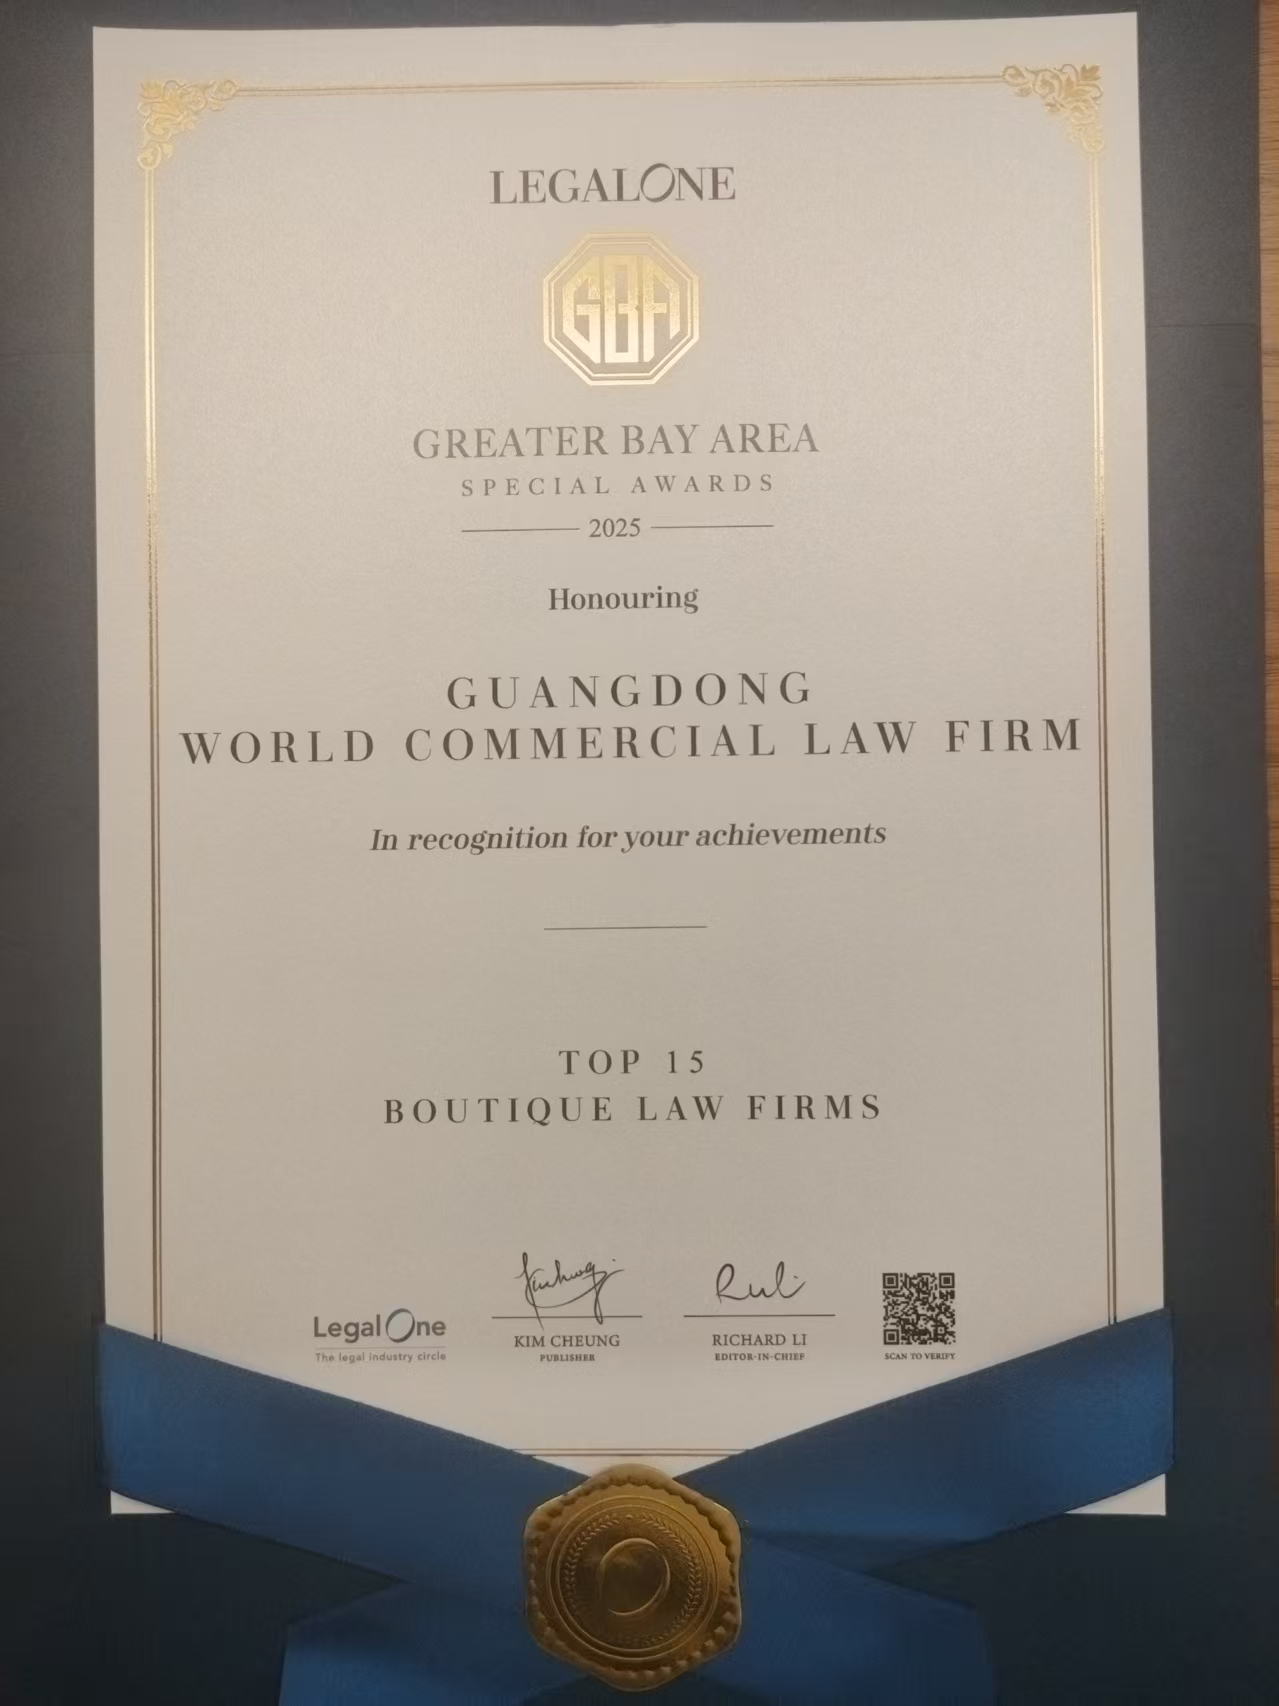 LEGALONE
GBA
GREATER BAY AREA
SPECIAL AWARDS
2025
Honouring
GUANGDONG
WORLD COMMERCIAL LAW FIRM
In recognition for your achievements
TOP 15
BOUTIQUE LAW FIRMS
LegalOne
The legal industry circle
KIM CHEUNG
PUBLISHER
RICHARD LI
EDITOR-IN-CHIEF
SCAN TO VERIFY